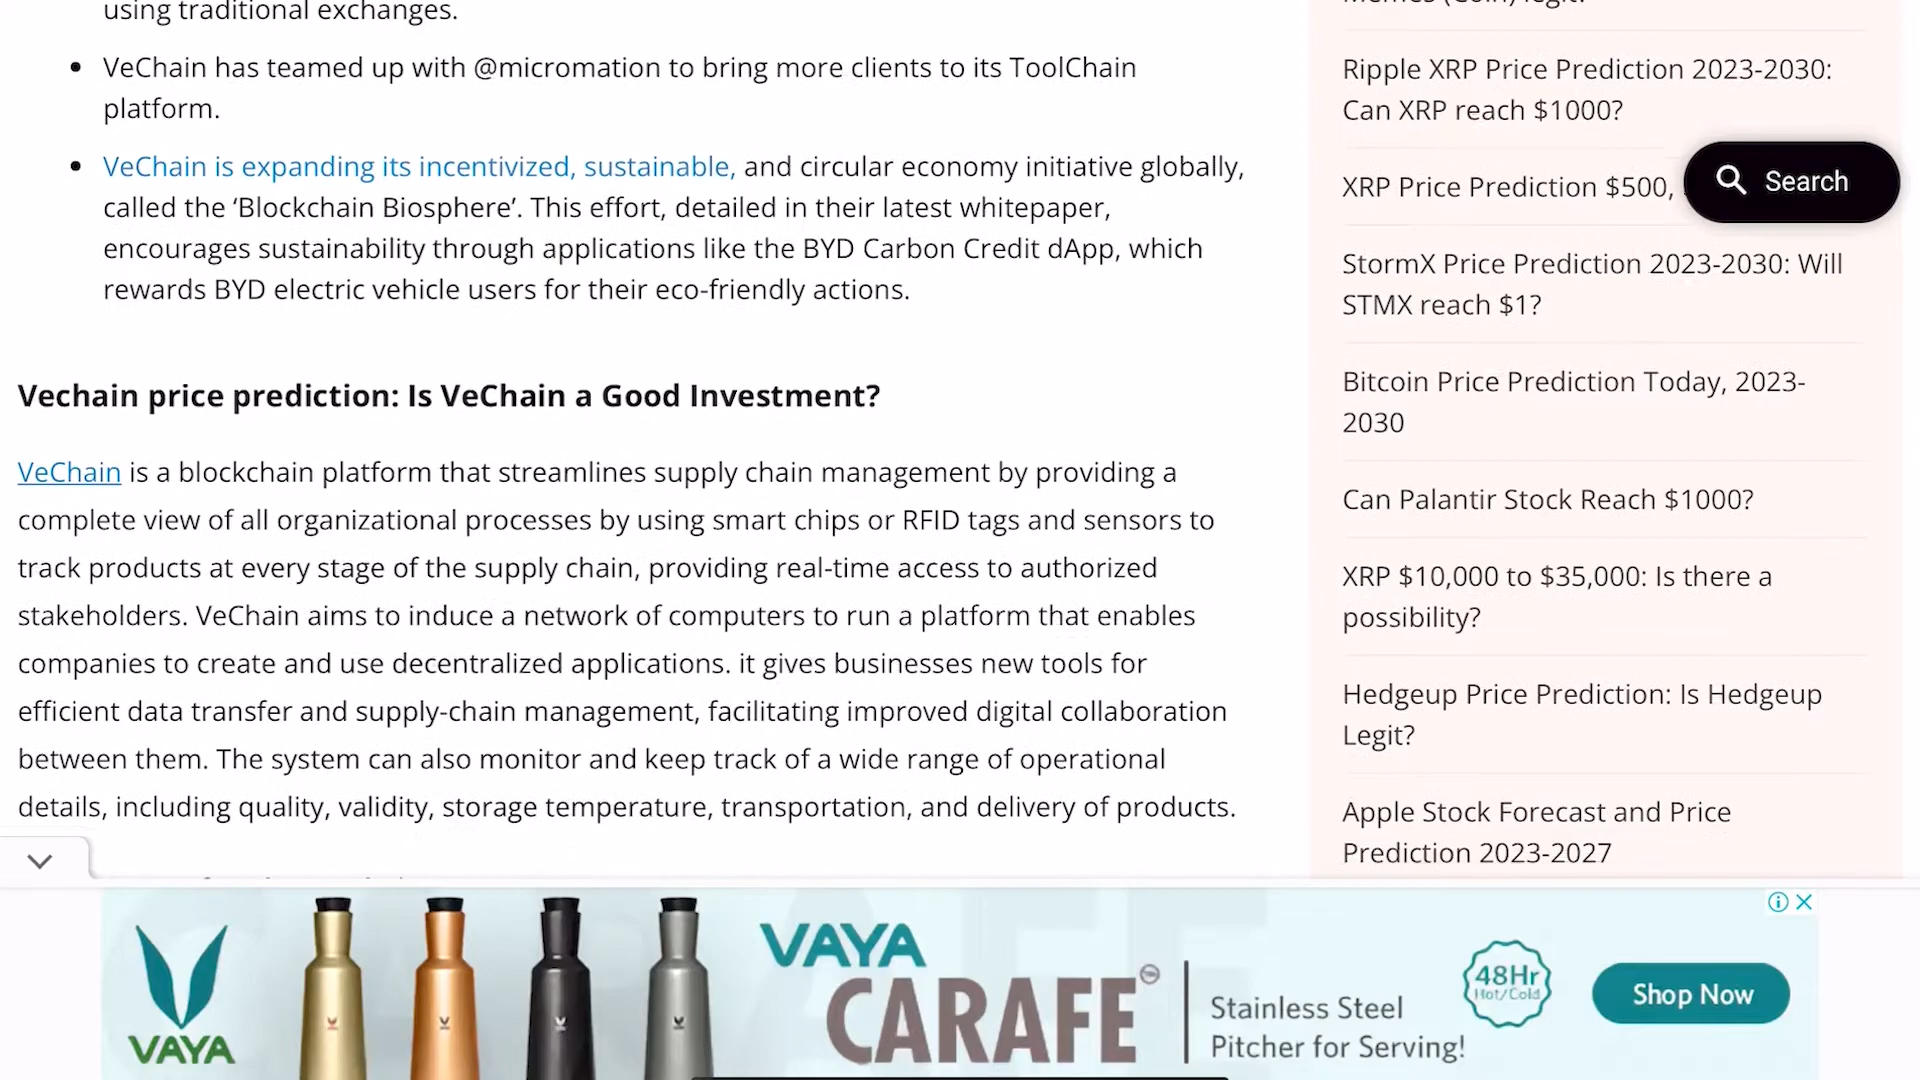 using traditional exchanges.
• VeChain has teamed up with @micromation to bring more clients to its ToolChain
platform.
• VeChain is expanding its incentivized, sustainable, and circular economy initiative globally,
called the ‘Blockchain Biosphere’. This effort, detailed in their latest whitepaper,
encourages sustainability through applications like the BYD Carbon Credit dApp, which
rewards BYD electric vehicle users for their eco-friendly actions.
Vechain price prediction: Is VeChain a Good Investment?
VeChain is a blockchain platform that streamlines supply chain management by providing a
complete view of all organizational processes by using smart chips or RFID tags and sensors to
track products at every stage of the supply chain, providing real-time access to authorized
stakeholders. VeChain aims to induce a network of computers to run a platform that enables
companies to create and use decentralized applications. it gives businesses new tools for
efficient data transfer and supply-chain management, facilitating improved digital collaboration
between them. The system can also monitor and keep track of a wide range of operational
details, including quality, validity, storage temperature, transportation, and delivery of products.
Ripple XRP Price Prediction 2023-2030:
Can XRP reach $1000?
XRP Price Prediction $500,
Search
StormX Price Prediction 2023-2030: Will
STMX reach $1?
Bitcoin Price Prediction Today, 2023-
2030
Can Palantir Stock Reach $1000?
XRP $10,000 to $35,000: Is there a
possibility?
Hedgeup Price Prediction: Is Hedgeup
Legit?
Apple Stock Forecast and Price
Prediction 2023-2027
VAYA
VAYA
CARAFE
Stainless Steel
Pitcher for Serving!
48Hr
Hot/Cold
Shop Now